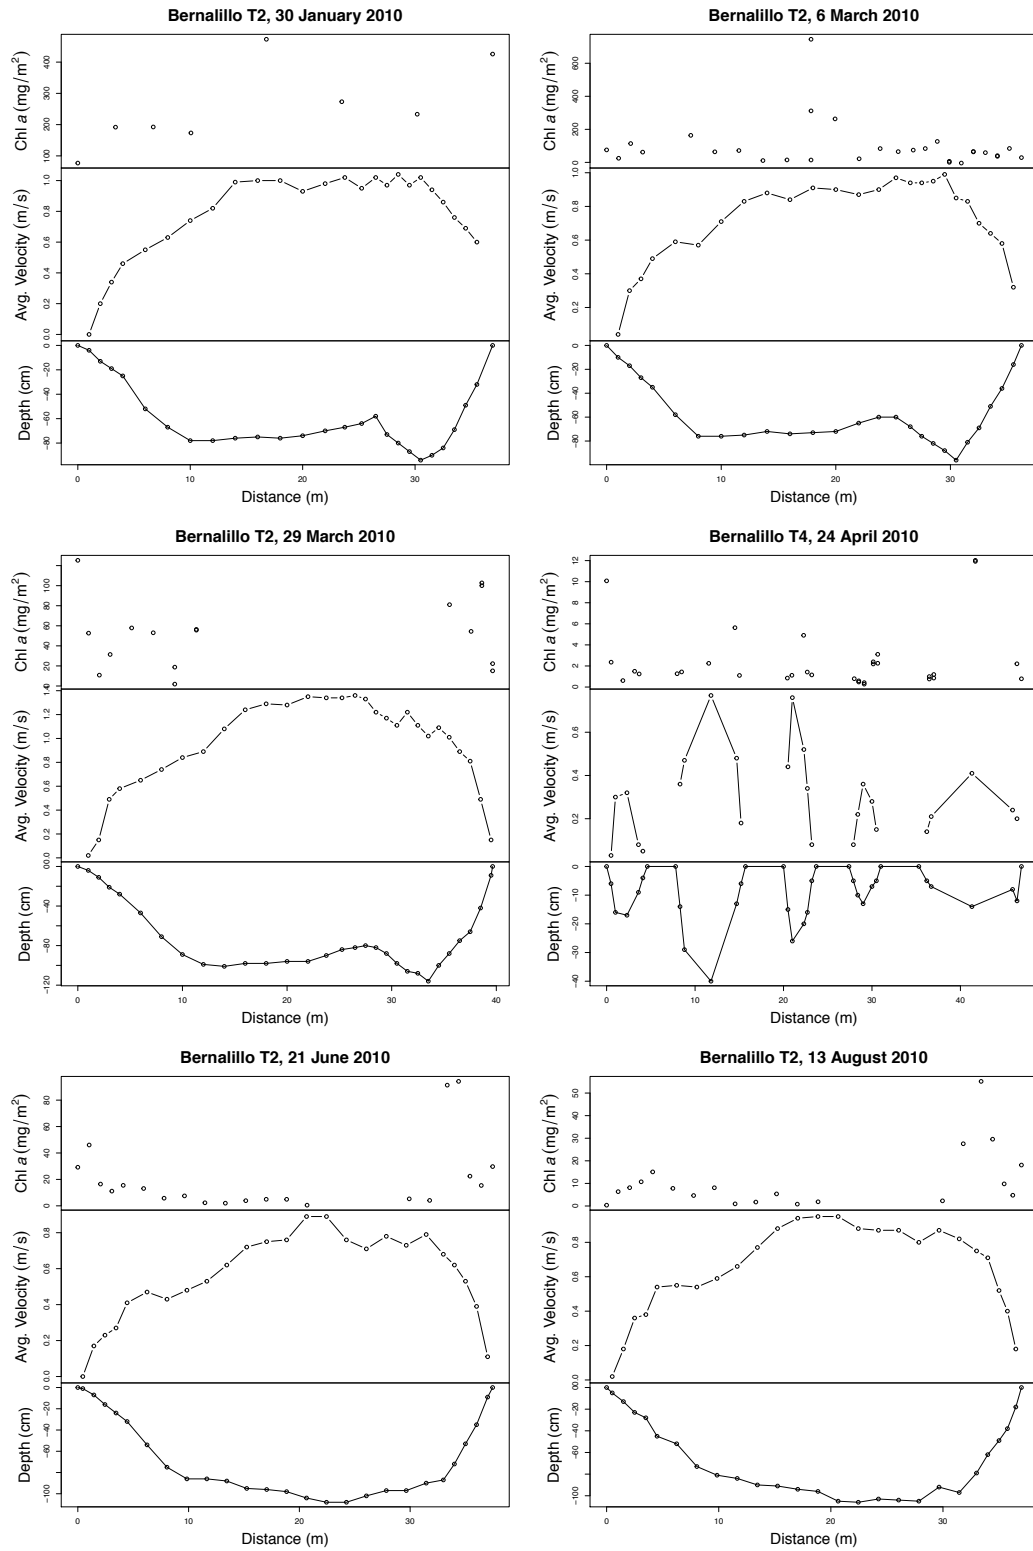 Bernalillo T2, 30 January 2010
Chl a (mg/m²)
100 200 300 400
Avg. Velocity (m/s)
0.0 0.2 0.4 0.6 0.8 1.0
Depth (cm)
−80 −60 −40 −20 0
0 10 20 30
Distance (m)
Bernalillo T2, 6 March 2010
Chl a (mg/m²)
0 200 400 600
Avg. Velocity (m/s)
0.2 0.4 0.6 0.8 1.0
Depth (cm)
−80 −60 −40 −20 0
0 10 20 30
Distance (m)
Bernalillo T2, 29 March 2010
Chl a (mg/m²)
0 20 40 60 80 100
Avg. Velocity (m/s)
0.0 0.2 0.4 0.6 0.8 1.0 1.2 1.4
Depth (cm)
−120 −80 −40 0
0 10 20 30 40
Distance (m)
Bernalillo T4, 24 April 2010
Chl a (mg/m²)
0 2 4 6 8 10 12
Avg. Velocity (m/s)
0.2 0.4 0.6
Depth (cm)
−40 −30 −20 −10 0
0 10 20 30 40
Distance (m)
Bernalillo T2, 21 June 2010
Chl a (mg/m²)
0 20 40 60 80
Avg. Velocity (m/s)
0.0 0.2 0.4 0.6 0.8
Depth (cm)
−100 −80 −60 −40 −20 0
0 10 20 30
Distance (m)
Bernalillo T2, 13 August 2010
Chl a (mg/m²)
0 10 20 30 40 50
Avg. Velocity (m/s)
0.0 0.2 0.4 0.6 0.8
Depth (cm)
−100 −80 −60 −40 −20 0
0 10 20 30
Distance (m)